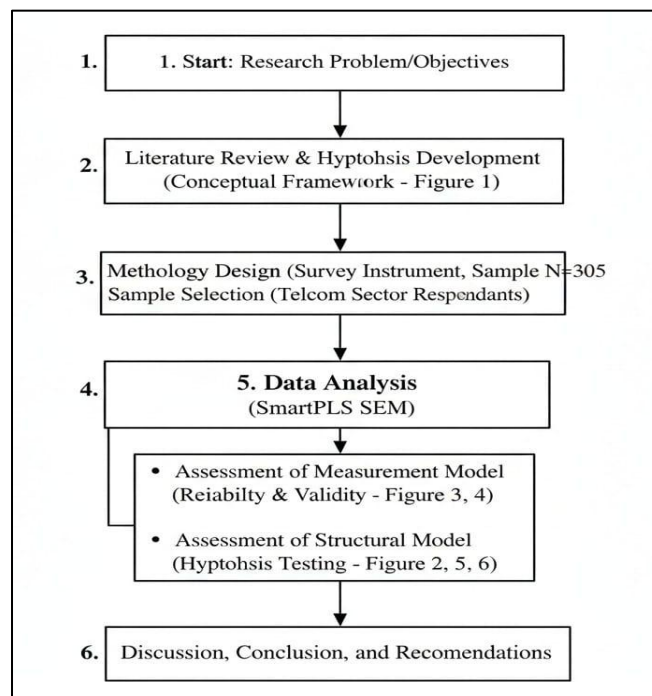 1. 1. Start: Research Problem/Objectives
2. Literature Review & Hyptohsis Development
(Conceptual Framework - Figure 1)
3. Methology Design (Survey Instrument, Sample N=305
Sample Selection (Telcom Sector Respondants)
4. 5. Data Analysis
(SmartPLS SEM)
• Assessment of Measurement Model
(Reiabilty & Validity - Figure 3, 4)
• Assessment of Structural Model
(Hyptohsis Testing - Figure 2, 5, 6)
6. Discussion, Conclusion, and Recomendations